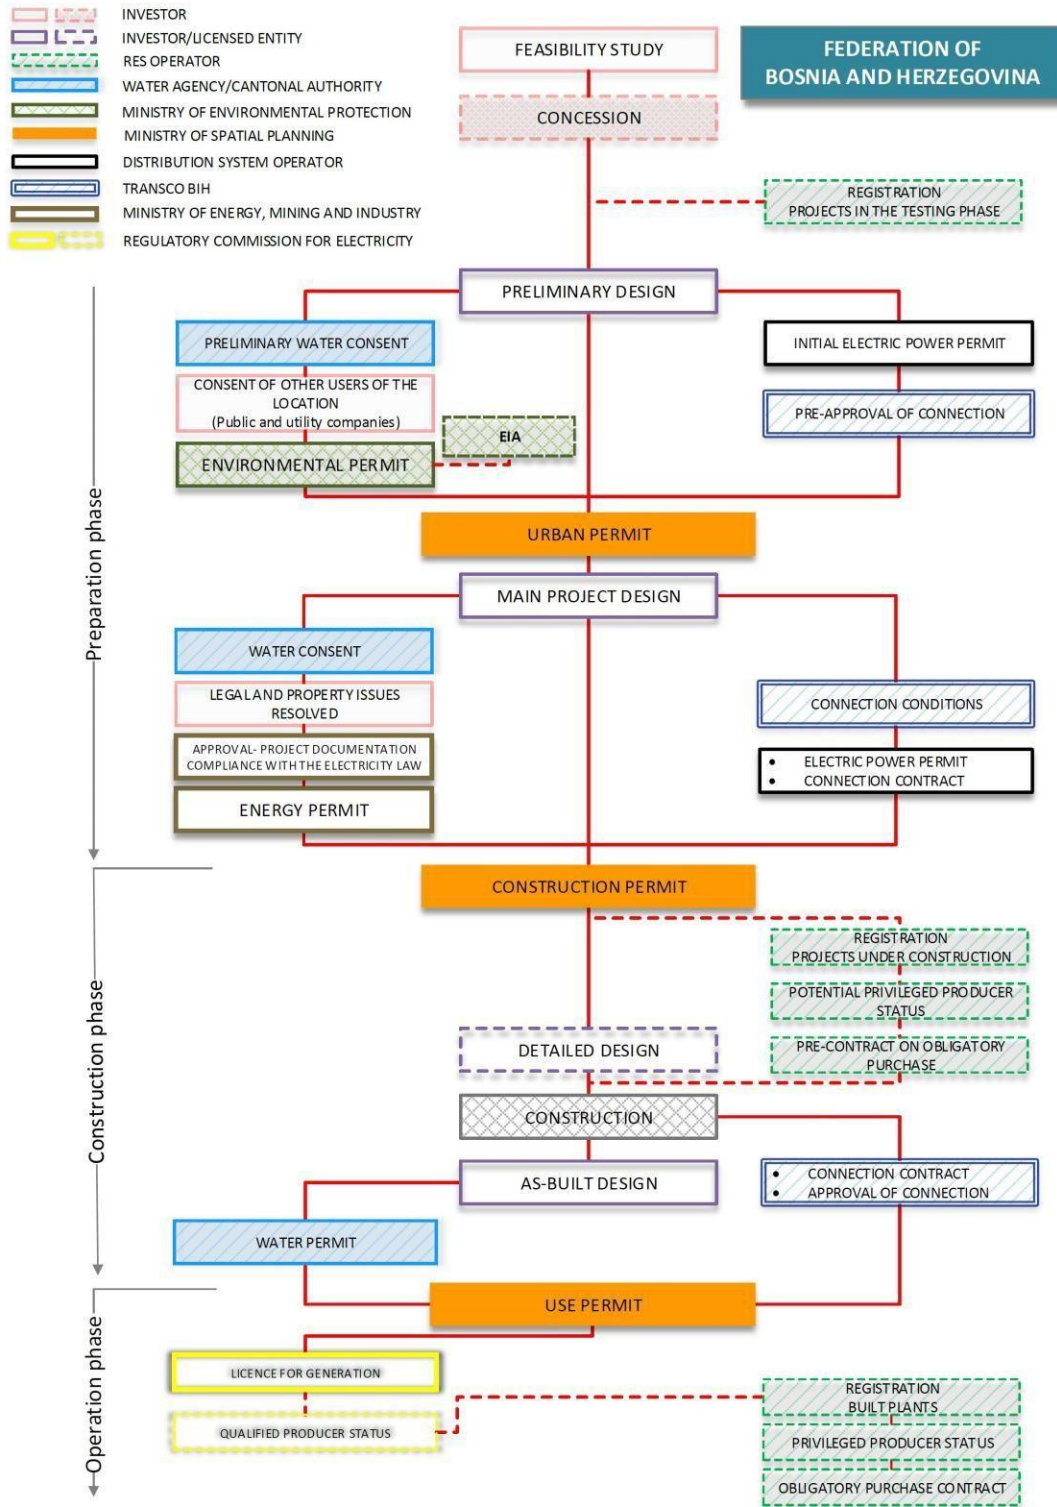 INVESTOR
INVESTOR/LICENSED ENTITY
RES OPERATOR
WATER AGENCY/CANTONAL AUTHORITY
MINISTRY OF ENVIRONMENTAL PROTECTION
MINISTRY OF SPATIAL PLANNING
DISTRIBUTION SYSTEM OPERATOR
TRANSCO BIH
MINISTRY OF ENERGY, MINING AND INDUSTRY
REGULATORY COMMISSION FOR ELECTRICITY
FEDERATION OF
BOSNIA AND HERZEGOVINA
FEASIBILITY STUDY
CONCESSION
REGISTRATION
PROJECTS IN THE TESTING PHASE
Preparation phase
PRELIMINARY DESIGN
PRELIMINARY WATER CONSENT
CONSENT OF OTHER USERS OF THE
LOCATION
(Public and utility companies)
ENVIRONMENTAL PERMIT
EIA
INITIAL ELECTRIC POWER PERMIT
PRE-APPROVAL OF CONNECTION
URBAN PERMIT
MAIN PROJECT DESIGN
WATER CONSENT
LEGAL AND PROPERTY ISSUES
RESOLVED
APPROVAL- PROJECT DOCUMENTATION
COMPLIANCE WITH THE ELECTRICITY LAW
ENERGY PERMIT
CONNECTION CONDITIONS
• ELECTRIC POWER PERMIT
• CONNECTION CONTRACT
Construction phase
CONSTRUCTION PERMIT
REGISTRATION
PROJECTS UNDER CONSTRUCTION
POTENTIAL PRIVILEGED PRODUCER
STATUS
PRE-CONTRACT ON OBLIGATORY
PURCHASE
DETAILED DESIGN
CONSTRUCTION
AS-BUILT DESIGN
• CONNECTION CONTRACT
• APPROVAL OF CONNECTION
WATER PERMIT
Operation phase
USE PERMIT
LICENCE FOR GENERATION
QUALIFIED PRODUCER STATUS
REGISTRATION
BUILT PLANTS
PRIVILEGED PRODUCER STATUS
OBLIGATORY PURCHASE CONTRACT